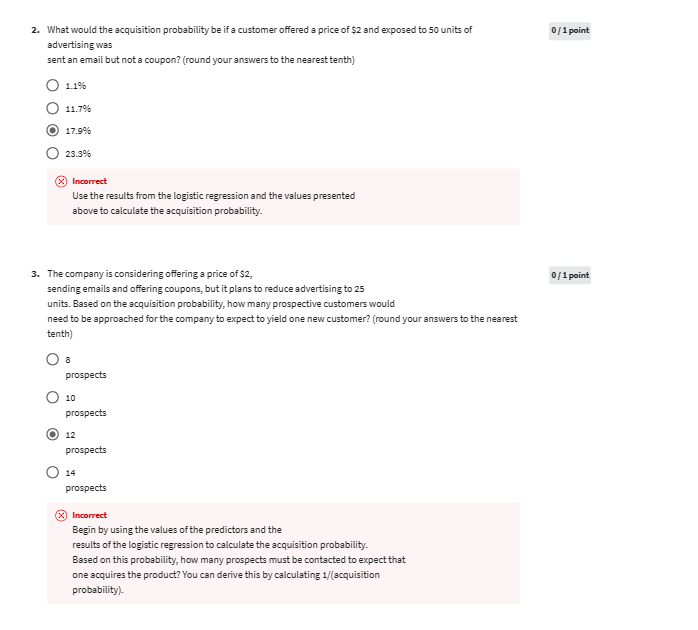 2. What would the acquisition probability be if a customer offered a price of $2 and exposed to 50 units of
0 / 1 point
advertising was
sent an email but not a coupon? (round your answers to the nearest tenth)
1.1%
11.7%
17.9%
23.3%
Incorrect
Use the results from the logistic regression and the values presented
above to calculate the acquisition probability.
3. The company is considering offering a price of $2,
0 / 1 point
sending emails and offering coupons, but it plans to reduce advertising to 25
units. Based on the acquisition probability, how many prospective customers would
need to be approached for the company to expect to yield one new customer? (round your answers to the nearest
tenth)
8
prospects
10
prospects
12
prospects
14
prospects
Incorrect
Begin by using the values of the predictors and the
results of the logistic regression to calculate the acquisition probability.
Based on this probability, how many prospects must be contacted to expect that
one acquires the product? You can derive this by calculating 1/(acquisition
probability).